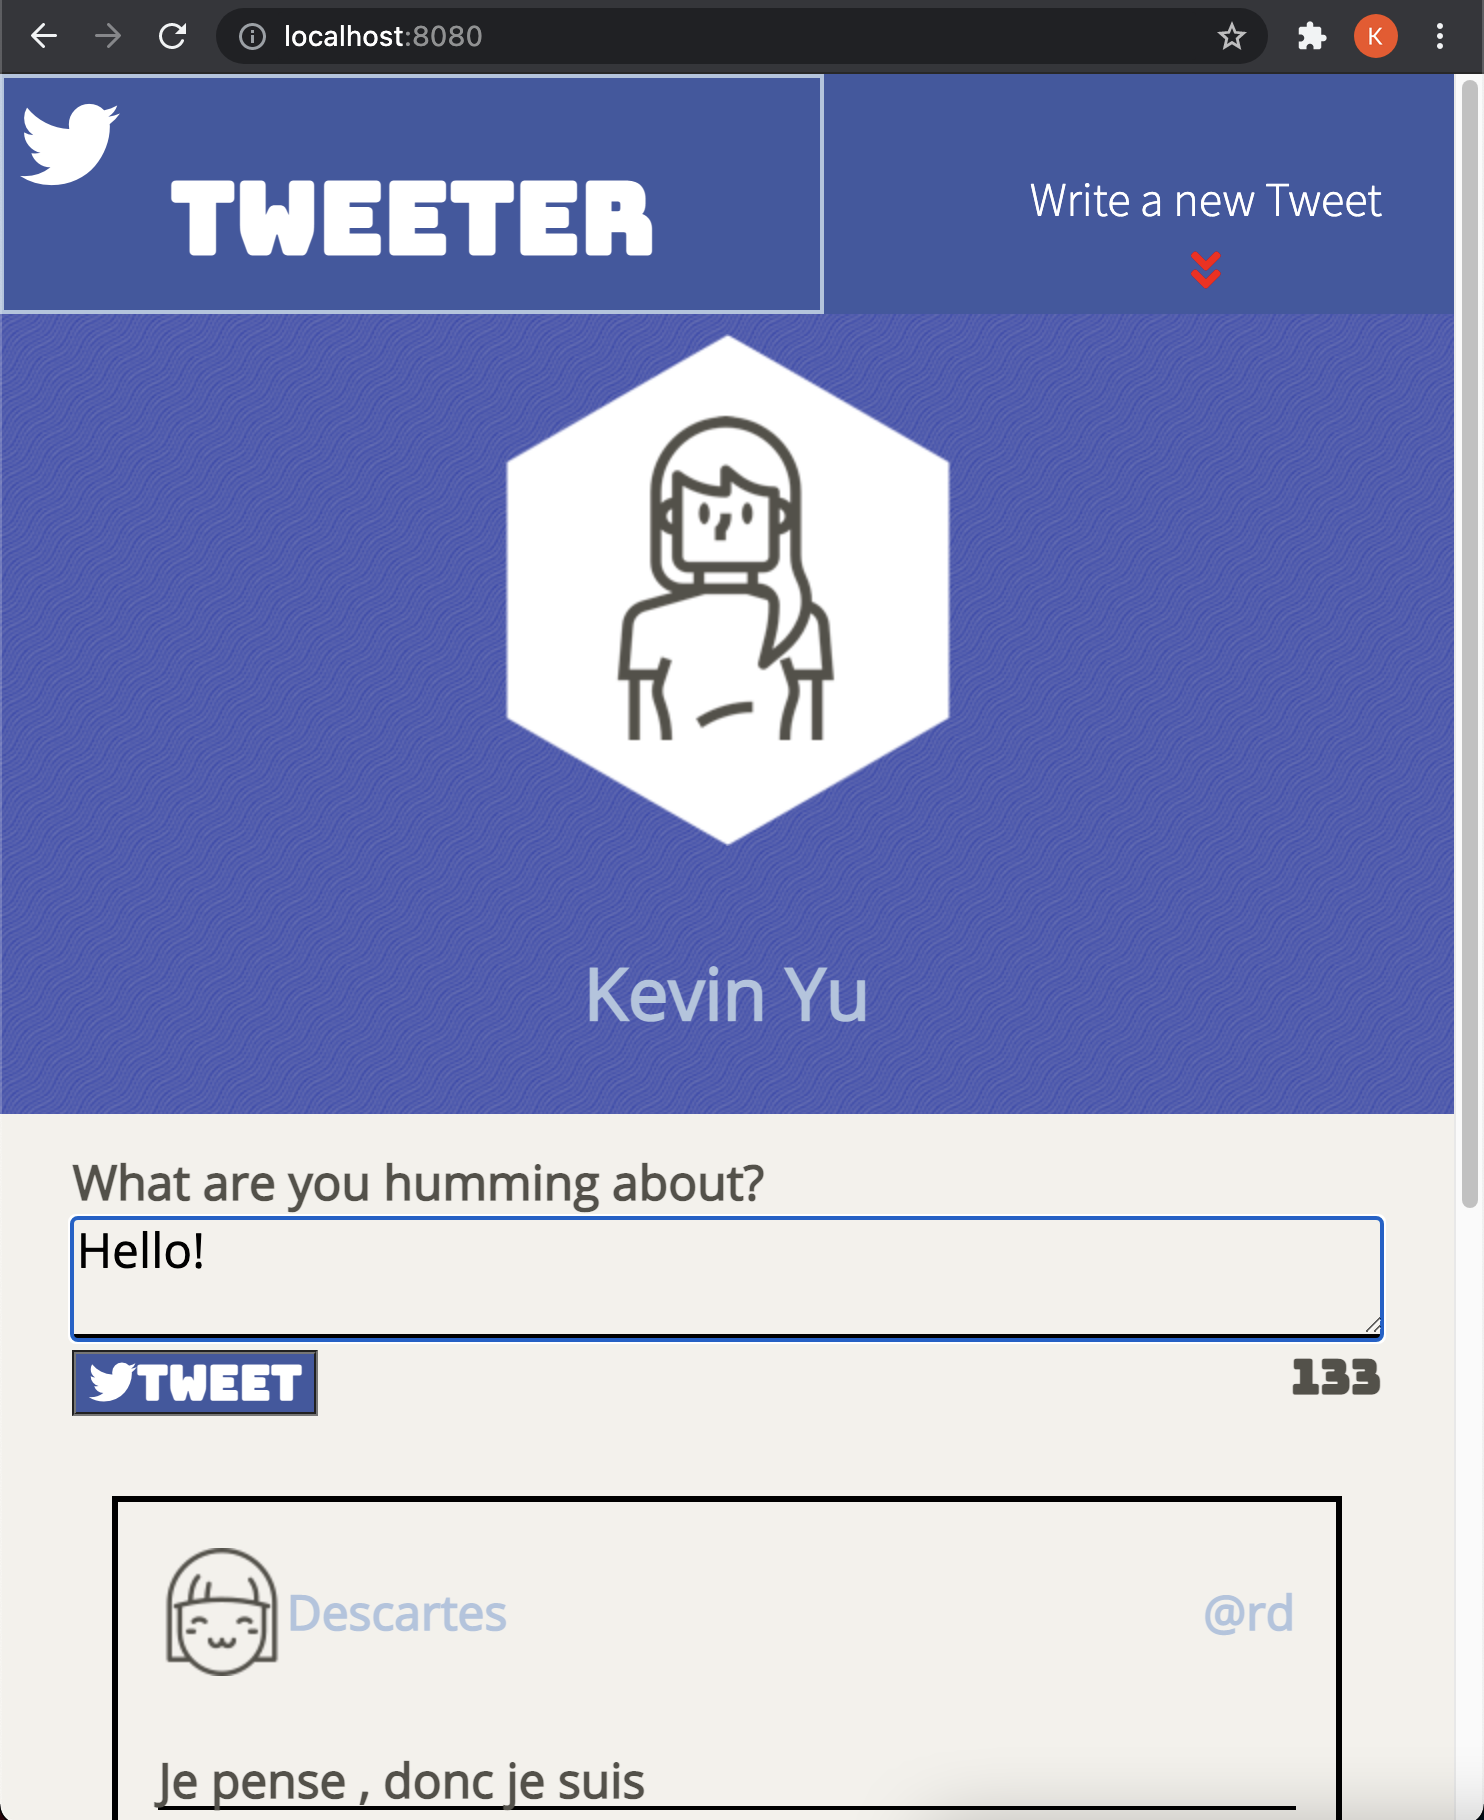 localhost:8080
K
TWEETER
Write a new Tweet
Kevin Yu
What are you humming about?
Hello!
TWEET
133
Descartes
@rd
Je pense , donc je suis